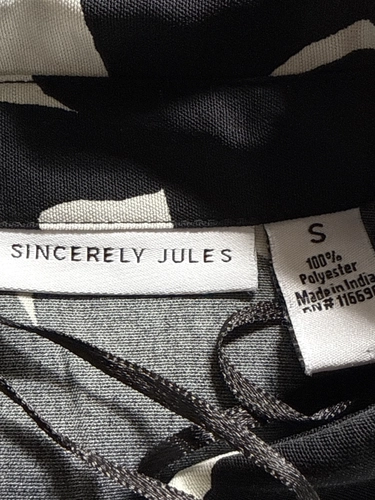 SINCERELY JULES
S
100%
Polyester
Made in India